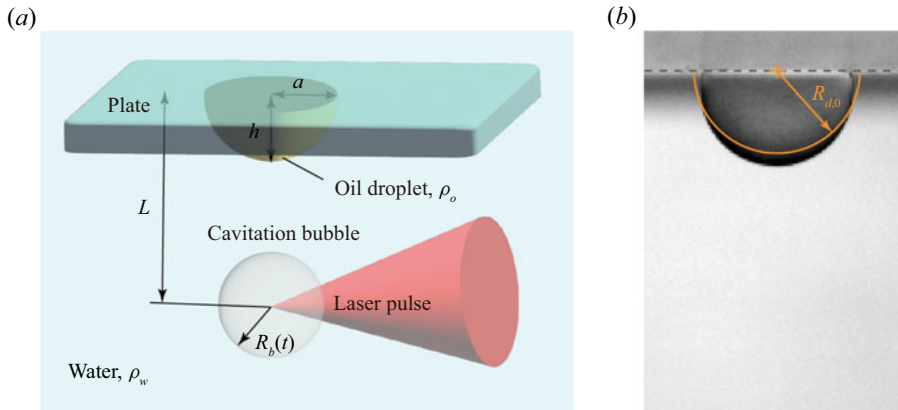 (a)
(b)
Plate
a
h
L
Oil droplet, ρo
Cavitation bubble
Laser pulse
Rb(t)
Water, ρw
Rd,0